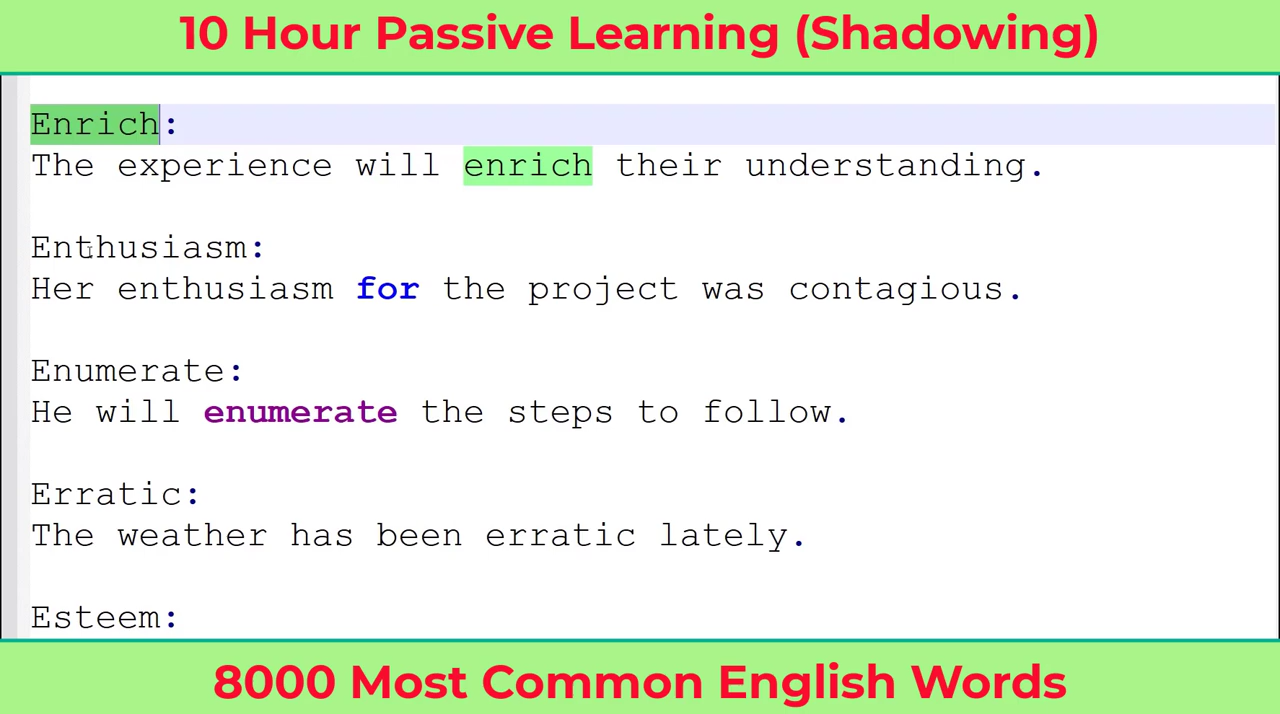 10 Hour Passive Learning (Shadowing)
Enrich:
The experience will enrich their understanding.
Enthusiasm:
Her enthusiasm for the project was contagious.
Enumerate:
He will enumerate the steps to follow.
Erratic:
The weather has been erratic lately.
Esteem:
8000 Most Common English Words